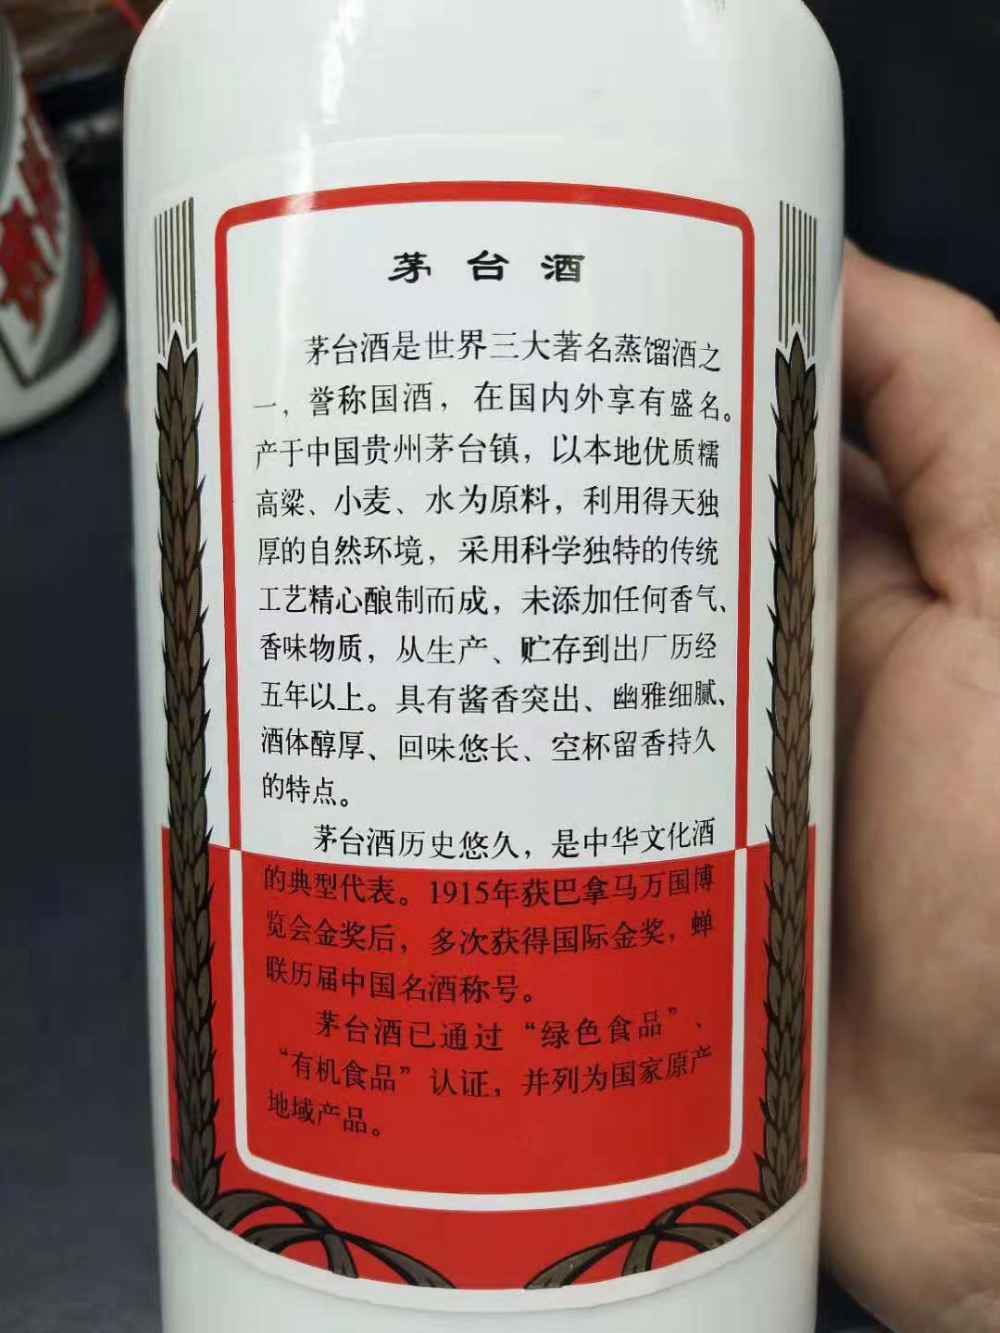 茅台酒
茅台酒是世界三大著名蒸馏酒之
一，誉称国酒，在国内外享有盛名。
产于中国贵州茅台镇，以本地优质糯
高粱、小麦、水为原料，利用得天独
厚的自然环境，采用科学独特的传统
工艺精心酿制而成，未添加任何香气、
香味物质，从生产、贮存到出厂历经
五年以上。具有酱香突出、幽雅细腻、
酒体醇厚、回味悠长、空杯留香持久
的特点。
茅台酒历史悠久，是中华文化酒
的典型代表。1915年获巴拿马万国博
览会金奖后，多次获得国际金奖，蝉
联历届中国名酒称号。
茅台酒已通过“绿色食品”、
“有机食品”认证，并列为国家原产
地域产品。